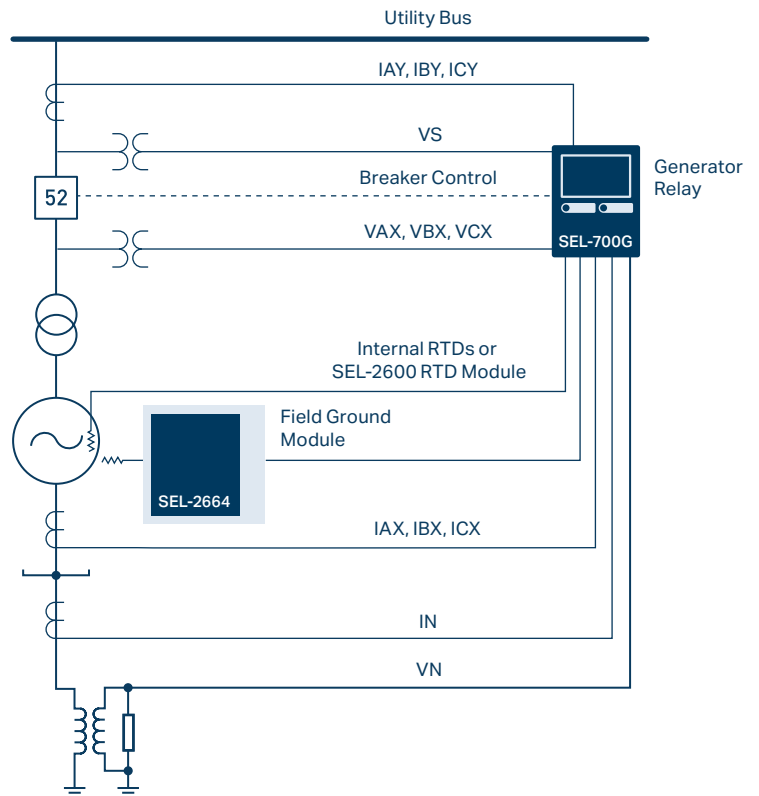 Utility Bus
IAY, IBY, ICY
VS
Generator
Relay
Breaker Control
52
VAX, VBX, VCX
SEL-700G
Internal RTDs or
SEL-2600 RTD Module
Field Ground
Module
SEL-2664
IAX, IBX, ICX
IN
VN